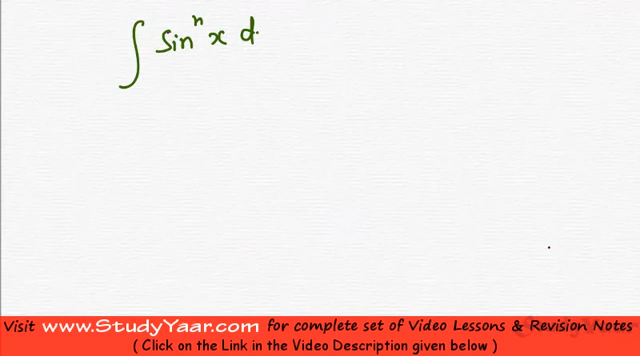 ∫ sinⁿ x d
Visit www.StudyYaar.com for complete set of Video Lessons & Revision Notes
( Click on the Link in the Video Description given below )